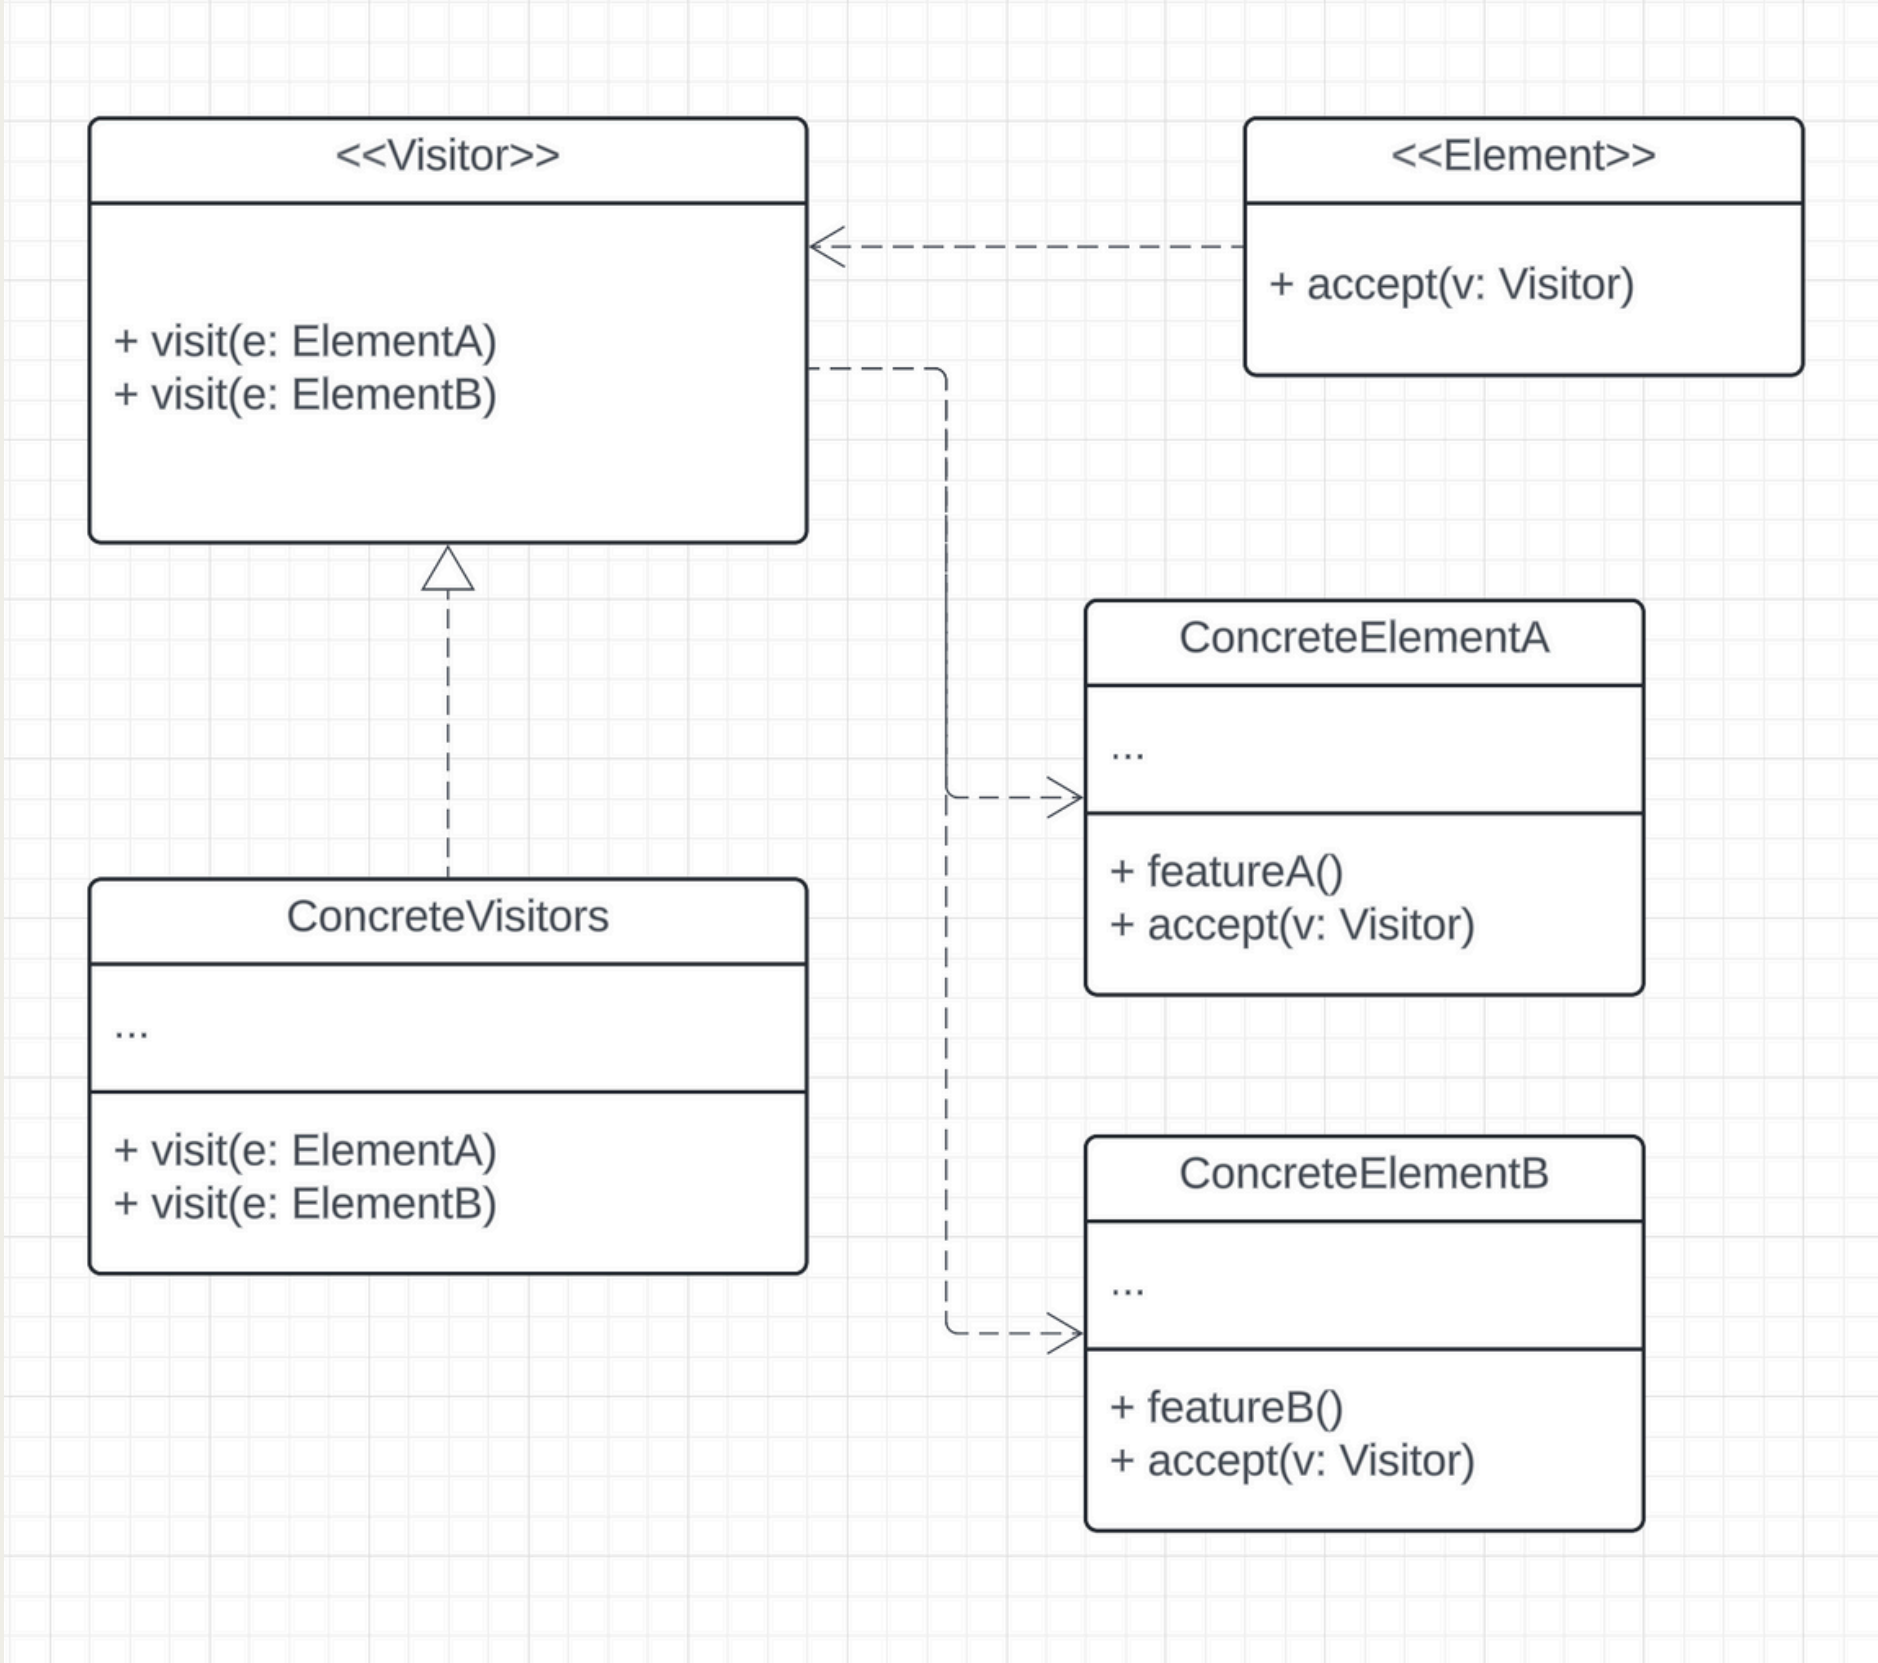 <<Visitor>>
+ visit(e: ElementA)
+ visit(e: ElementB)
<<Element>>
+ accept(v: Visitor)
ConcreteVisitors
...
+ visit(e: ElementA)
+ visit(e: ElementB)
ConcreteElementA
...
+ featureA()
+ accept(v: Visitor)
ConcreteElementB
...
+ featureB()
+ accept(v: Visitor)